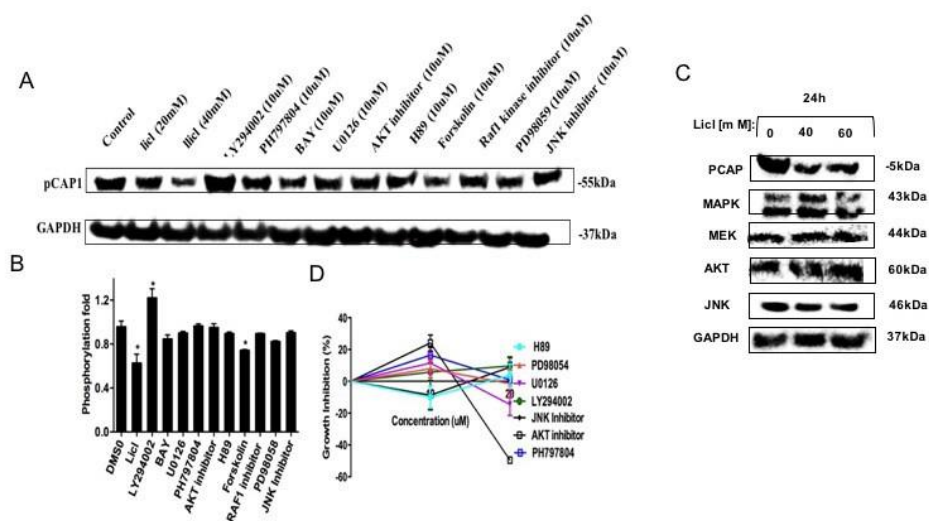 A
Control
licl (20mM)
Ilicl (40mM)
LY294002 (10uM)
PH797804 (10uM)
BAY (10uM)
U0126 (10uM)
AKT inhibitor (10uM)
H89 (10uM)
Forskolin (10uM)
Raf1 kinase inhibitor (10uM)
PD98059 (10uM)
JNK inhibitor (10uM)
pCAP1
-55kDa
GAPDH
-37kDa
B
Phosphorylation fold
1.2
0.8
0.4
0.0
*
*
*
DMS0
Licl
LY294002
BAY
U0126
PH797804
AKT inhibitor
H89
Forskolin
RAF1 inhibitor
PD98058
JNK Inhibitor
D
Growth Inhibition (%)
40
20
0
-20
-40
-60
10
20
Concentration (uM)
H89
PD98054
U0126
LY294002
JNK Inhibitor
AKT inhibitor
PH797804
C
24h
Licl [m M]:
0 40 60
PCAP -5kDa
MAPK 43kDa
MEK 44kDa
AKT 60kDa
JNK 46kDa
GAPDH 37kDa